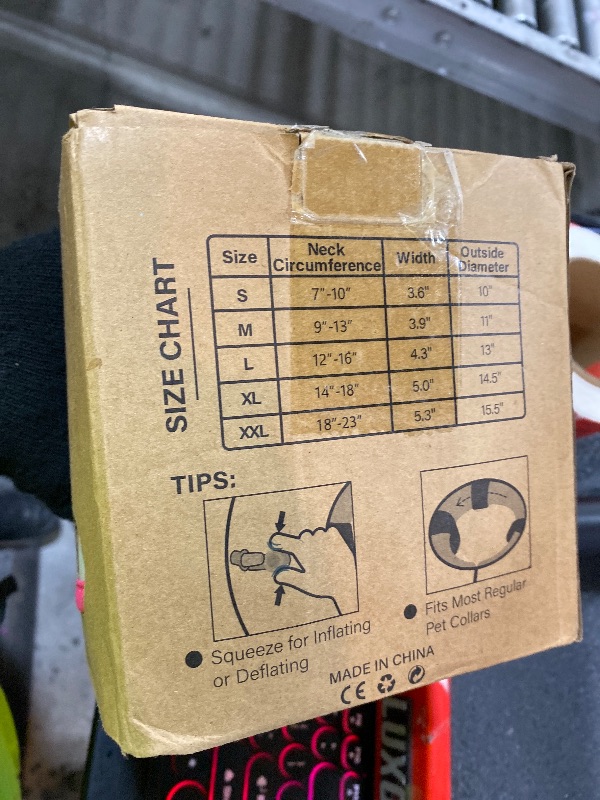 SIZE CHART
Size Neck Circumference Width Outside Diameter
S 7"-10" 3.6" 10"
M 9"-13" 3.9" 11"
L 12"-16" 4.3" 13"
XL 14"-18" 5.0" 14.5"
XXL 18"-23" 5.3" 15.5"
TIPS:
● Squeeze for Inflating
or Deflating
● Fits Most Regular
Pet Collars
MADE IN CHINA
CE